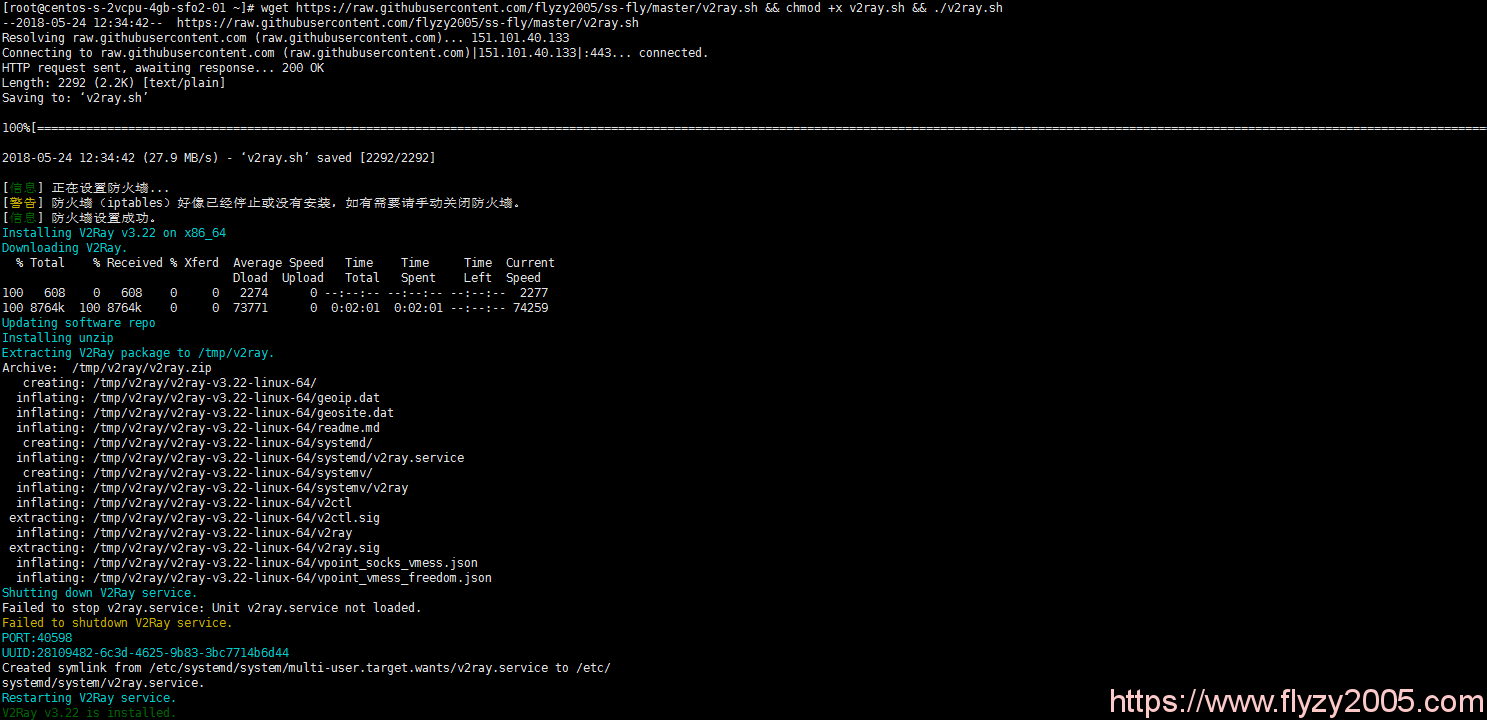 [root@centos-s-2vcpu-4gb-sfo2-01 ~]# wget https://raw.githubusercontent.com/flyzy2005/ss-fly/master/v2ray.sh && chmod +x v2ray.sh && ./v2ray.sh
--2018-05-24 12:34:42--  https://raw.githubusercontent.com/flyzy2005/ss-fly/master/v2ray.sh
Resolving raw.githubusercontent.com (raw.githubusercontent.com)... 151.101.40.133
Connecting to raw.githubusercontent.com (raw.githubusercontent.com)|151.101.40.133|:443... connected.
HTTP request sent, awaiting response... 200 OK
Length: 2292 (2.2K) [text/plain]
Saving to: ‘v2ray.sh’
100%[==============================================================================================================================================================================================================>
2018-05-24 12:34:42 (27.9 MB/s) - ‘v2ray.sh’ saved [2292/2292]
[信息] 正在设置防火墙...
[警告] 防火墙（iptables）好像已经停止或没有安装，如有需要请手动关闭防火墙。
[信息] 防火墙设置成功。
Installing V2Ray v3.22 on x86_64
Downloading V2Ray.
  % Total    % Received % Xferd  Average Speed   Time    Time     Time  Current
                                 Dload  Upload   Total   Spent    Left  Speed
100   608    0   608    0     0   2274      0 --:--:-- --:--:-- --:--:--  2277
100 8764k  100 8764k    0     0  73771      0  0:02:01  0:02:01 --:--:-- 74259
Updating software repo
Installing unzip
Extracting V2Ray package to /tmp/v2ray.
Archive:  /tmp/v2ray/v2ray.zip
   creating: /tmp/v2ray/v2ray-v3.22-linux-64/
  inflating: /tmp/v2ray/v2ray-v3.22-linux-64/geoip.dat
  inflating: /tmp/v2ray/v2ray-v3.22-linux-64/geosite.dat
  inflating: /tmp/v2ray/v2ray-v3.22-linux-64/readme.md
   creating: /tmp/v2ray/v2ray-v3.22-linux-64/systemd/
  inflating: /tmp/v2ray/v2ray-v3.22-linux-64/systemd/v2ray.service
   creating: /tmp/v2ray/v2ray-v3.22-linux-64/systemv/
  inflating: /tmp/v2ray/v2ray-v3.22-linux-64/systemv/v2ray
  inflating: /tmp/v2ray/v2ray-v3.22-linux-64/v2ctl
 extracting: /tmp/v2ray/v2ray-v3.22-linux-64/v2ctl.sig
  inflating: /tmp/v2ray/v2ray-v3.22-linux-64/v2ray
 extracting: /tmp/v2ray/v2ray-v3.22-linux-64/v2ray.sig
  inflating: /tmp/v2ray/v2ray-v3.22-linux-64/vpoint_socks_vmess.json
  inflating: /tmp/v2ray/v2ray-v3.22-linux-64/vpoint_vmess_freedom.json
Shutting down V2Ray service.
Failed to stop v2ray.service: Unit v2ray.service not loaded.
Failed to shutdown V2Ray service.
PORT:40598
UUID:28109482-6c3d-4625-9b83-3bc7714b6d44
Created symlink from /etc/systemd/system/multi-user.target.wants/v2ray.service to /etc/
systemd/system/v2ray.service.
Restarting V2Ray service.
V2Ray v3.22 is installed.
https://www.flyzy2005.com